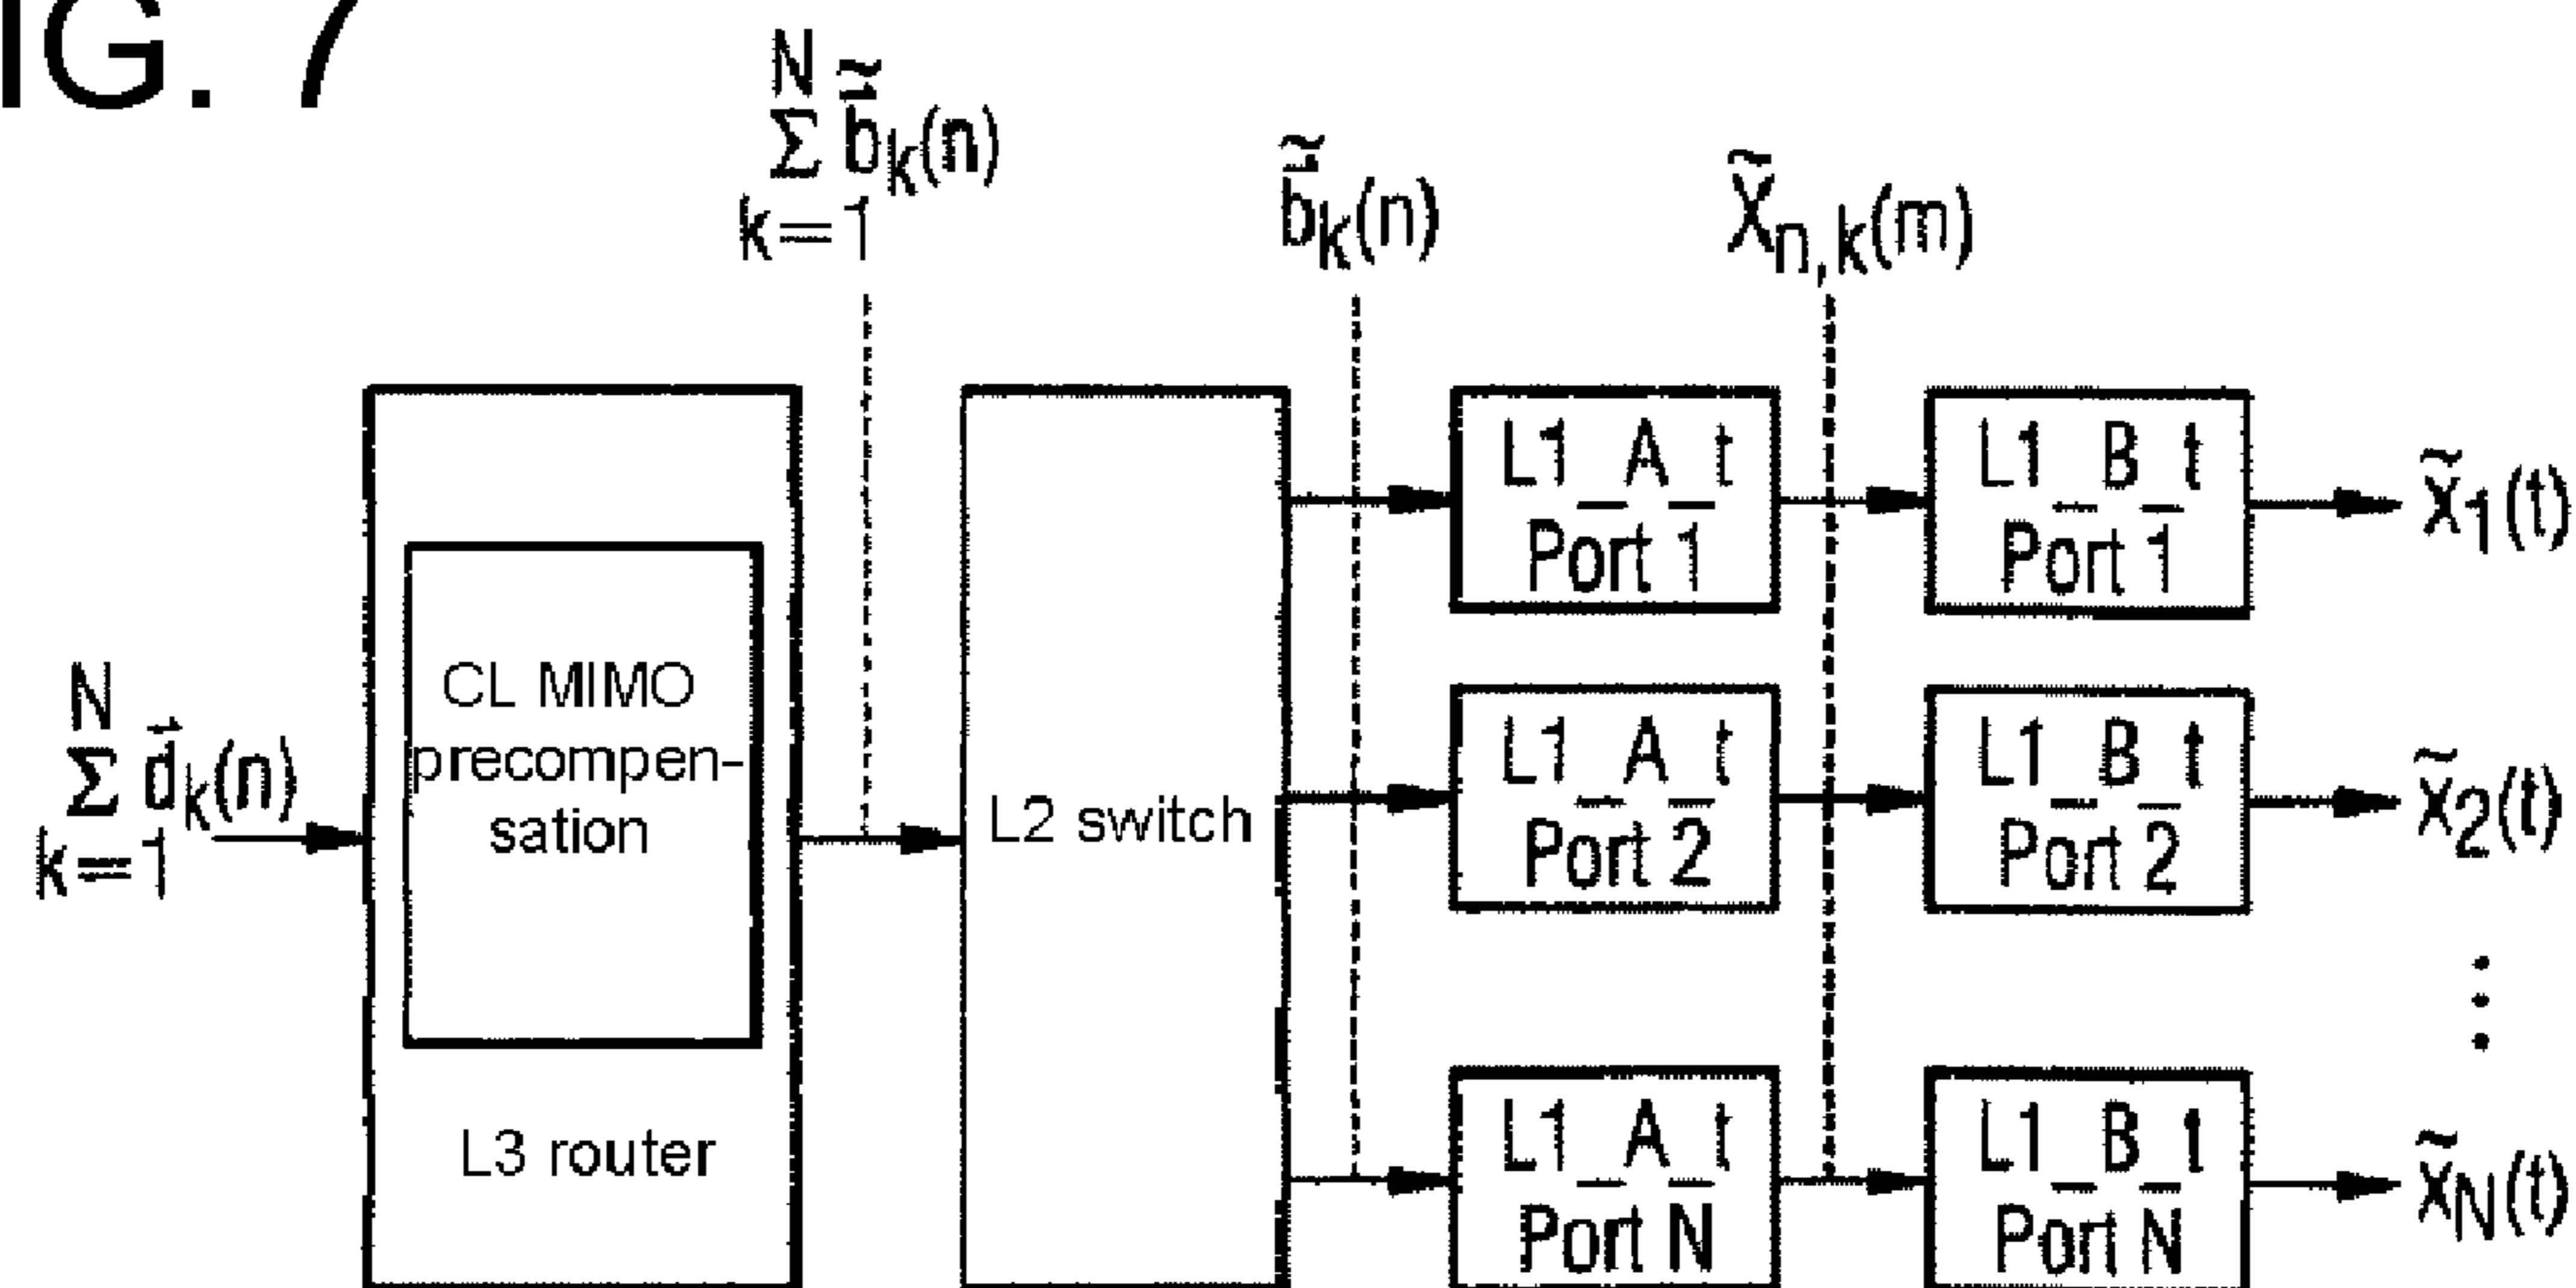 IG. 7
N
Σ b̃⃗k(n)
k=1
b̃⃗k(n)
X̃n,k(m)
N
Σ d⃗k(n)
k=1
CL MIMO
precompen-
sation
L3 router
L2 switch
L1_A_t
Port 1
L1_B_t
Port 1
x̃1(t)
L1_A_t
Port 2
L1_B_t
Port 2
x̃2(t)
L1_A_t
Port N
L1_B_t
Port N
x̃N(t)